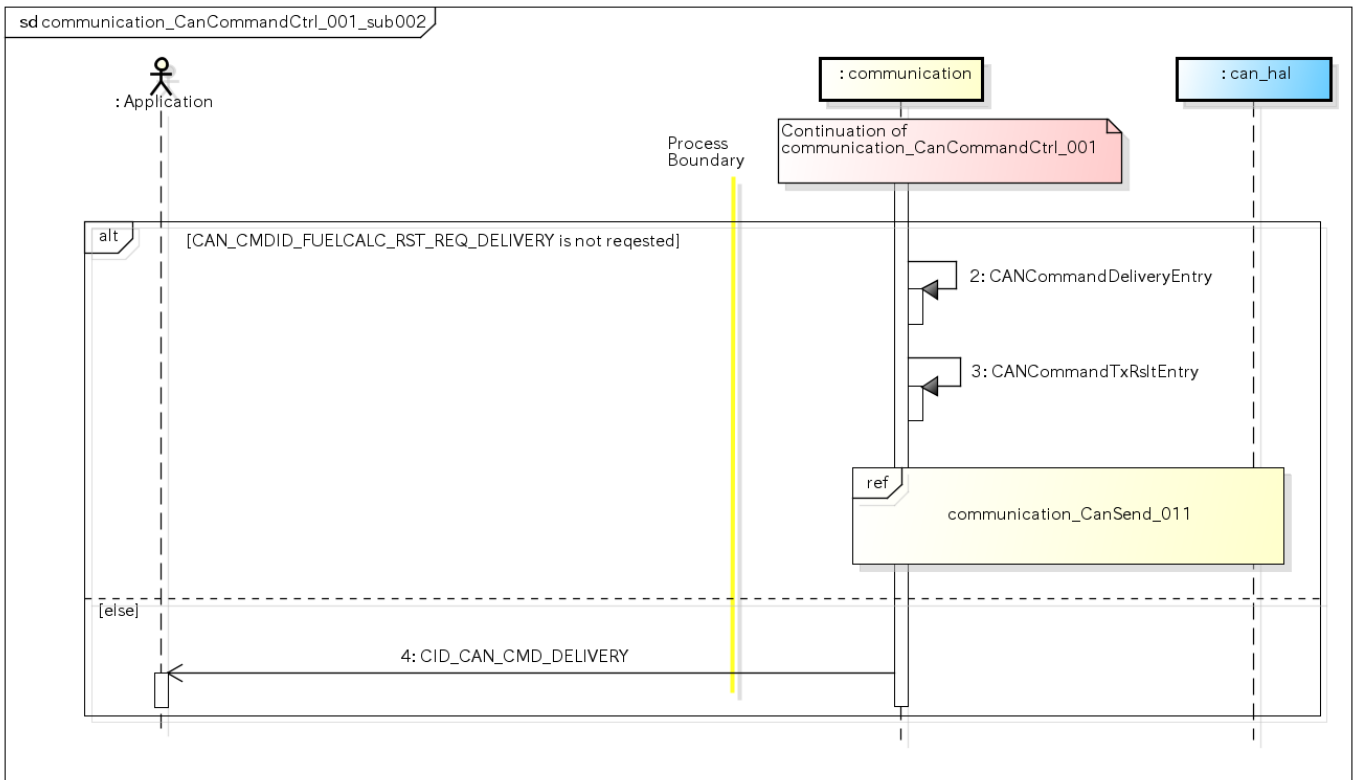 sd communication_CanCommandCtrl_001_sub002
: Application
: communication
: can_hal
Process
Boundary
Continuation of
communication_CanCommandCtrl_001
alt
[CAN_CMDID_FUELCALC_RST_REQ_DELIVERY is not reqested]
2: CANCommandDeliveryEntry
3: CANCommandTxRsltEntry
ref
communication_CanSend_011
[else]
4: CID_CAN_CMD_DELIVERY